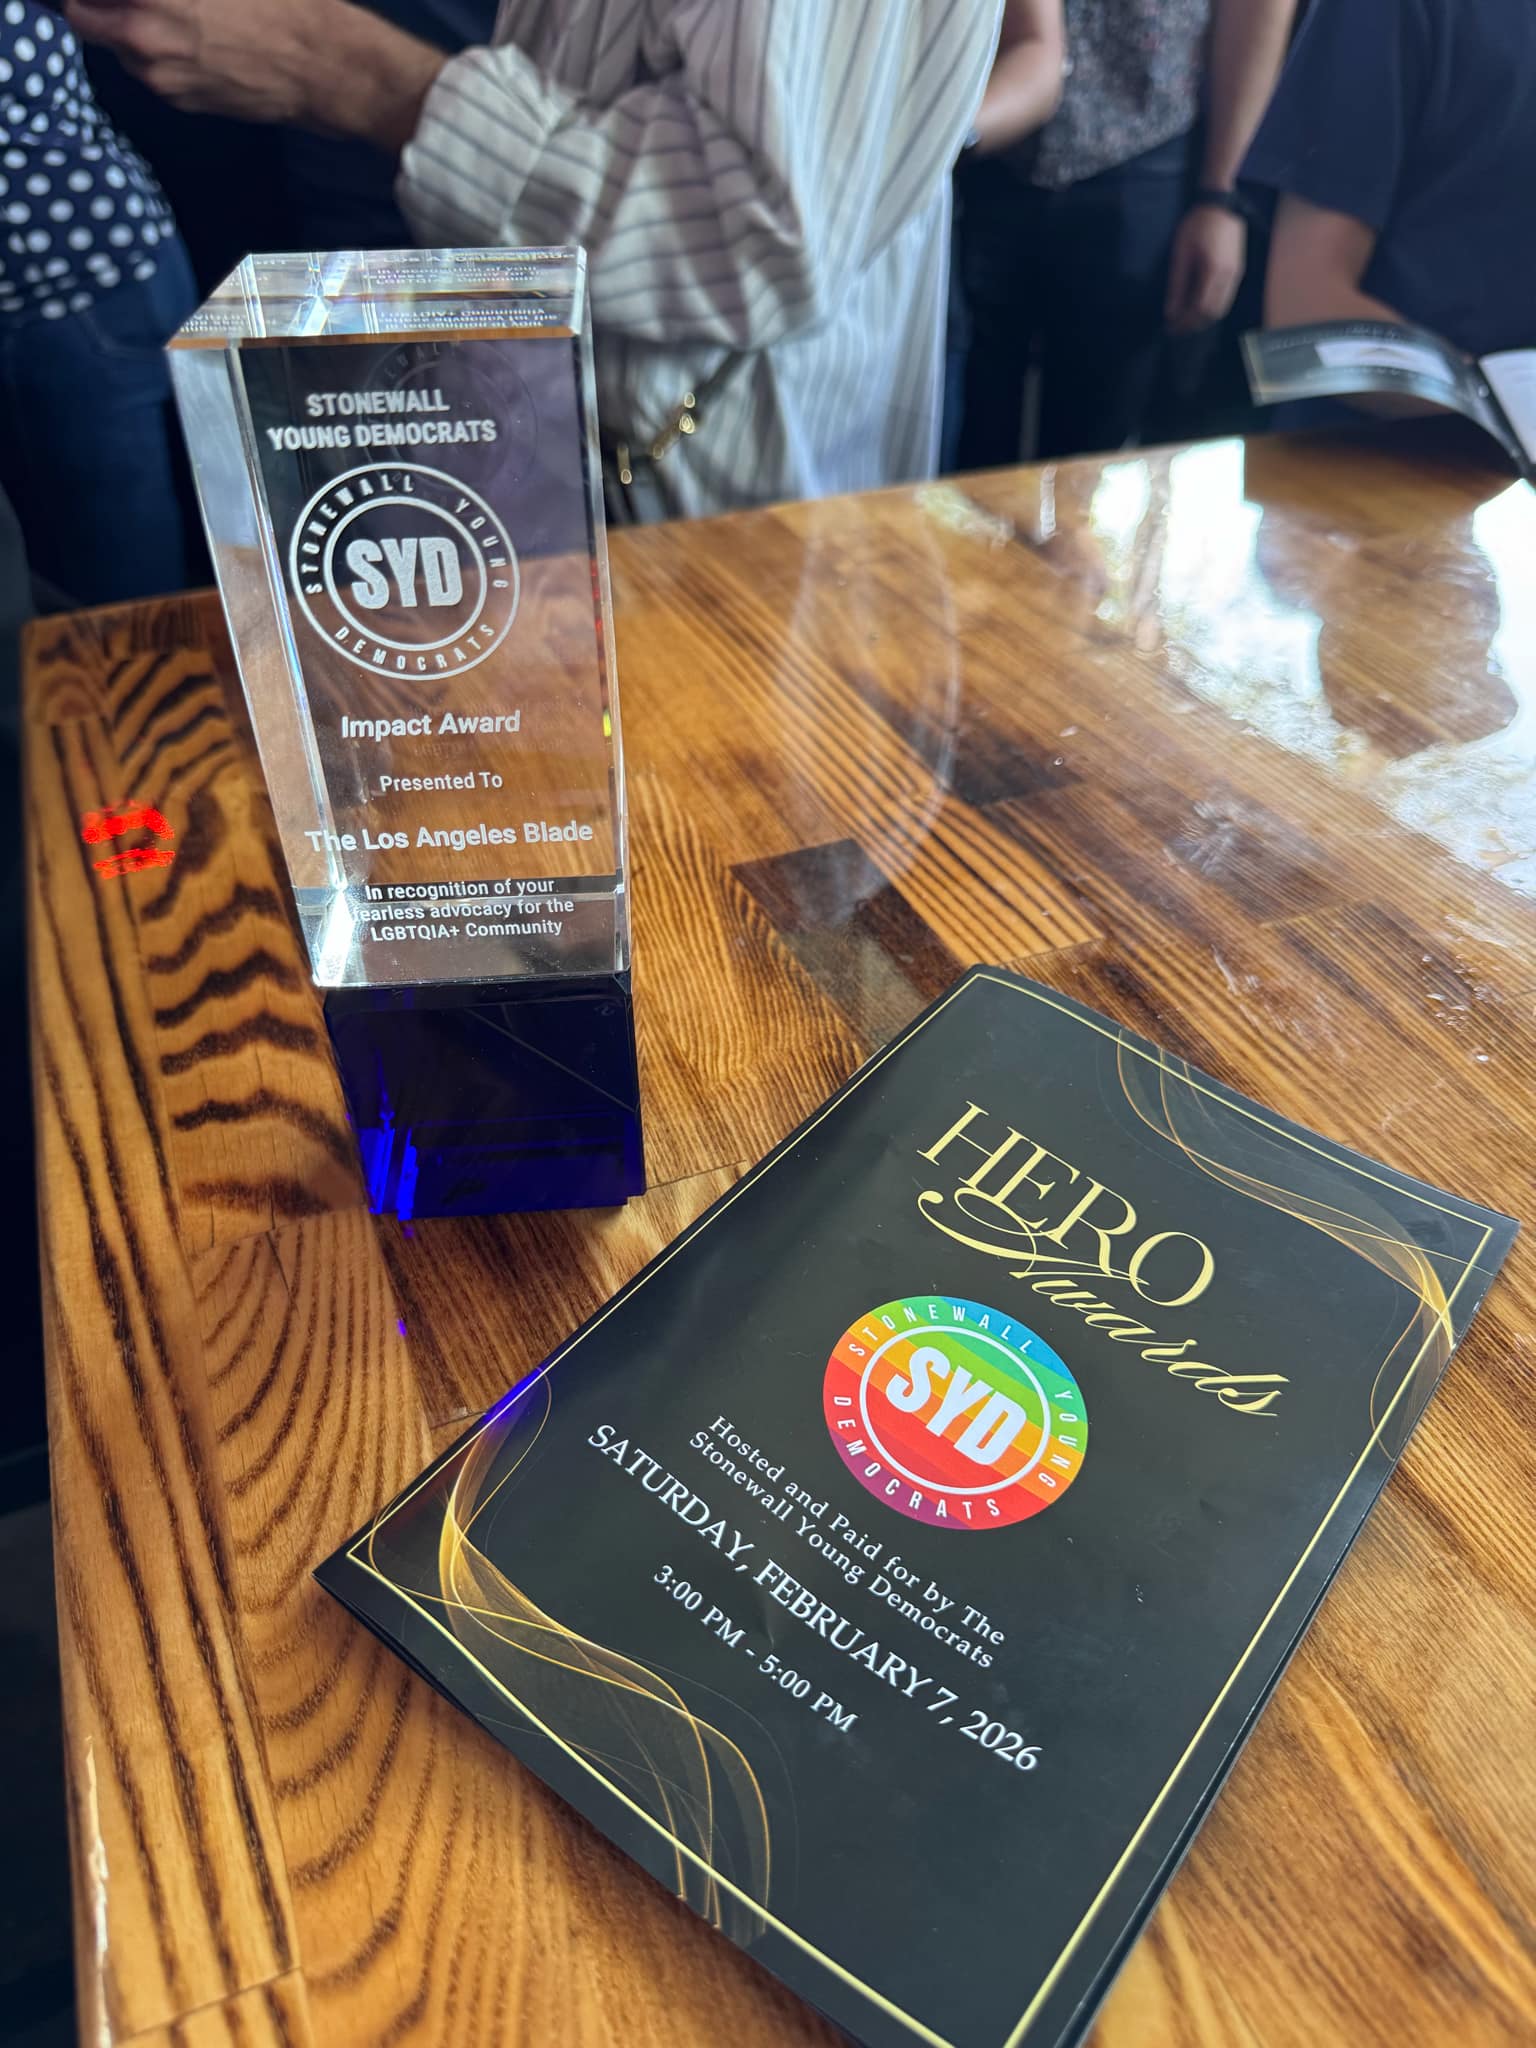 STONEWALL
YOUNG DEMOCRATS
STONEWALL YOUNG
SYD
DEMOCRATS
Impact Award
Presented To
The Los Angeles Blade
In recognition of your
fearless advocacy for the
LGBTQIA+ Community
HERO
Awards
STONEWALL YOUNG
SYD
DEMOCRATS
Hosted and Paid for by The
Stonewall Young Democrats
SATURDAY, FEBRUARY 7, 2026
3:00 PM - 5:00 PM